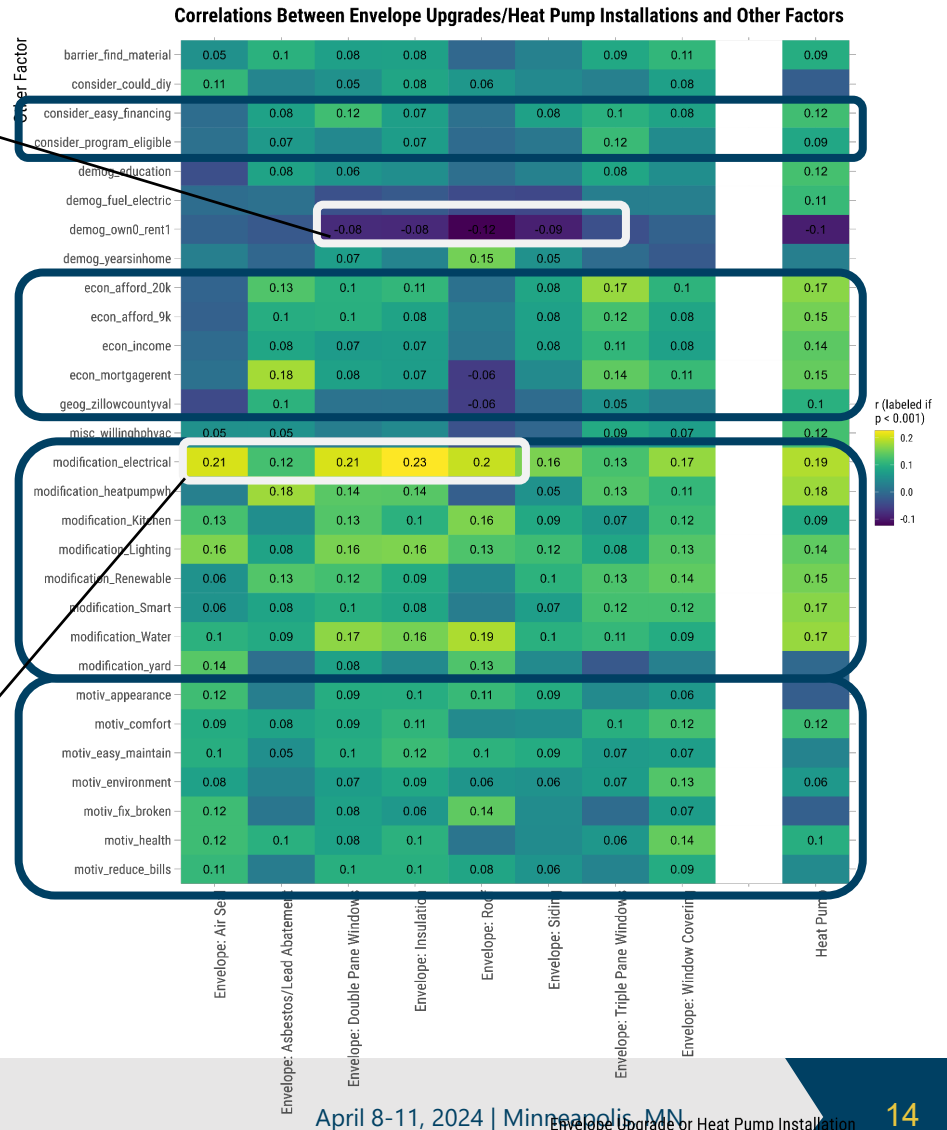 Correlations Between Envelope Upgrades/Heat Pump Installations and Other Factors
Other Factor
barrier_find_material 0.05 0.1 0.08 0.08 0.09 0.11 0.09
consider_could_diy 0.11 0.05 0.08 0.06 0.08
consider_easy_financing 0.08 0.12 0.07 0.08 0.1 0.08 0.12
consider_program_eligible 0.07 0.07 0.12 0.09
demog_education 0.08 0.06 0.08 0.12
demog_fuel_electric 0.11
demog_own0_rent1 -0.08 -0.08 -0.12 -0.09 -0.1
demog_yearsinhome 0.07 0.15 0.05
econ_afford_20k 0.13 0.1 0.11 0.08 0.17 0.1 0.17
econ_afford_9k 0.1 0.1 0.08 0.08 0.12 0.08 0.15
econ_income 0.08 0.07 0.07 0.08 0.11 0.08 0.14
econ_mortgagerent 0.18 0.08 0.07 -0.06 0.14 0.11 0.15
geog_zillowcountyval 0.1 -0.06 0.05 0.1
misc_willinghphvac 0.05 0.05 0.09 0.07 0.12
modification_electrical 0.21 0.12 0.21 0.23 0.2 0.16 0.13 0.17 0.19
modification_heatpumpwh 0.18 0.14 0.14 0.05 0.13 0.11 0.18
modification_Kitchen 0.13 0.13 0.1 0.16 0.09 0.07 0.12 0.09
modification_Lighting 0.16 0.08 0.16 0.16 0.13 0.12 0.08 0.13 0.14
modification_Renewable 0.06 0.13 0.12 0.09 0.1 0.13 0.14 0.15
modification_Smart 0.06 0.08 0.1 0.08 0.07 0.12 0.12 0.17
modification_Water 0.1 0.09 0.17 0.16 0.19 0.1 0.11 0.09 0.17
modification_yard 0.14 0.08 0.13
motiv_appearance 0.12 0.09 0.1 0.11 0.09 0.06
motiv_comfort 0.09 0.08 0.09 0.11 0.1 0.12 0.12
motiv_easy_maintain 0.1 0.05 0.1 0.12 0.1 0.09 0.07 0.07
motiv_environment 0.08 0.07 0.09 0.06 0.06 0.07 0.13 0.06
motiv_fix_broken 0.12 0.08 0.06 0.14 0.07
motiv_health 0.12 0.1 0.08 0.1 0.06 0.14 0.1
motiv_reduce_bills 0.11 0.1 0.1 0.08 0.06 0.09
r (labeled if
p < 0.001)
0.2
0.1
0.0
-0.1
Envelope: Air Seal
Envelope: Asbestos/Lead Abatement
Envelope: Double Pane Windows
Envelope: Insulation
Envelope: Roof
Envelope: Siding
Envelope: Triple Pane Windows
Envelope: Window Covering
Heat Pump
April 8-11, 2024 | Minneapolis, MN
Envelope Upgrade or Heat Pump Installation
14